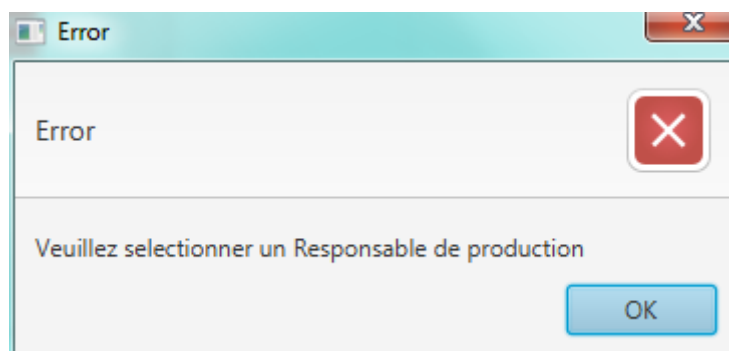 Error
Error
Veuillez selectionner un Responsable de production
OK